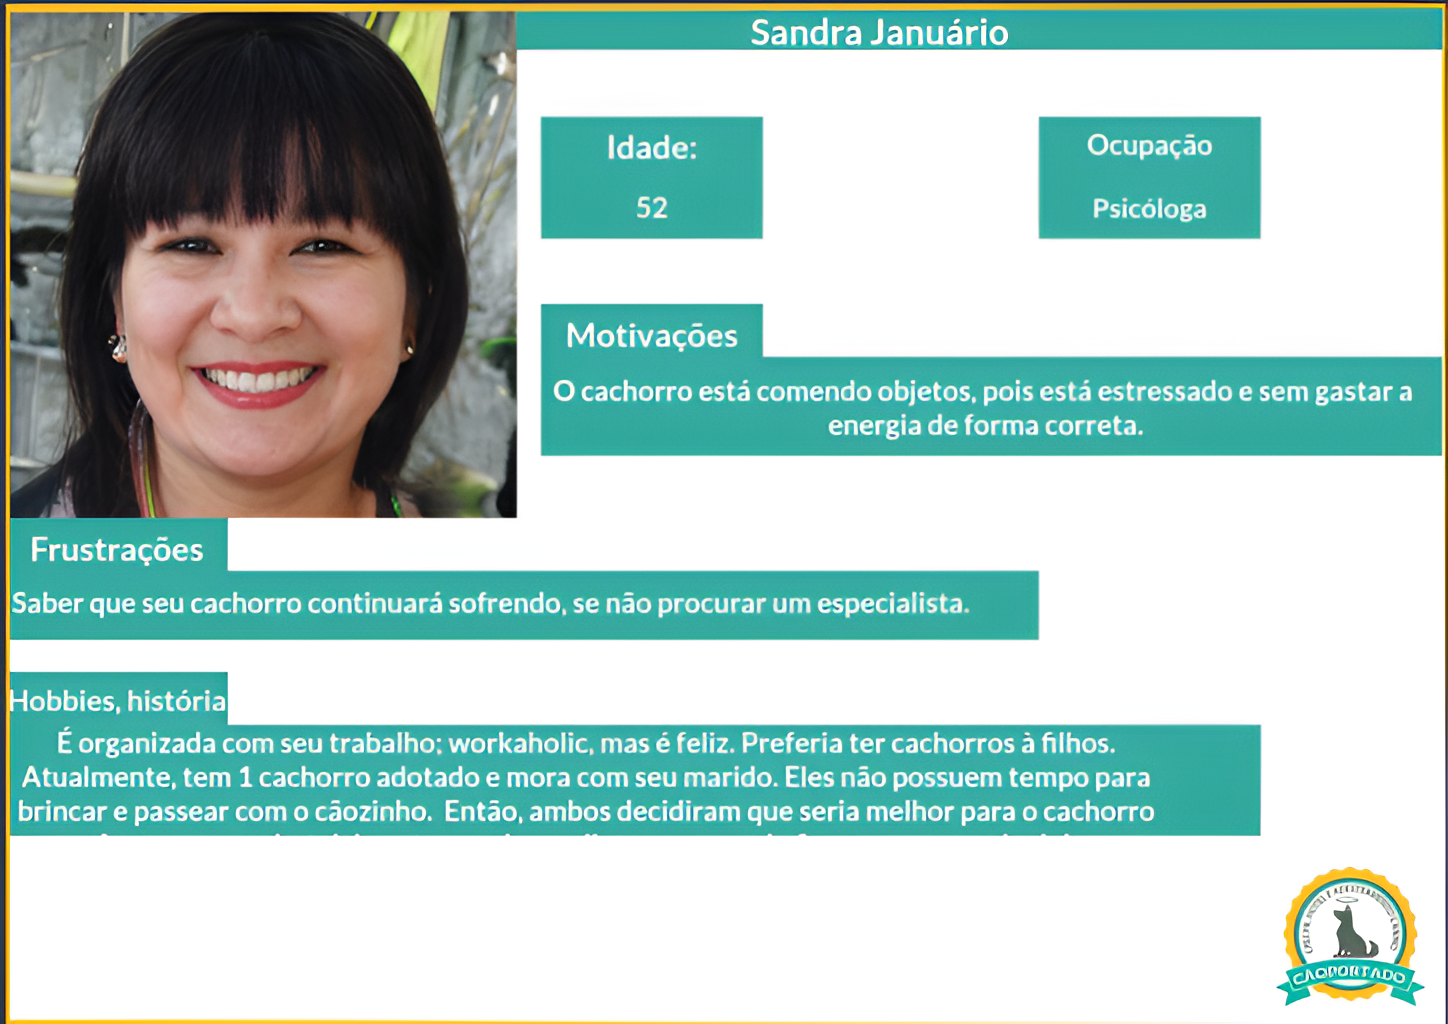 Sandra Januário
Idade:
52
Ocupação
Psicóloga
Motivações
O cachorro está comendo objetos, pois está estressado e sem gastar a
energia de forma correta.
Frustrações
Saber que seu cachorro continuará sofrendo, se não procurar um especialista.
Hobbies, história
É organizada com seu trabalho; workaholic, mas é feliz. Preferia ter cachorros à filhos.
Atualmente, tem 1 cachorro adotado e mora com seu marido. Eles não possuem tempo para
brincar e passear com o cãozinho. Então, ambos decidiram que seria melhor para o cachorro
CÃOPORTADO